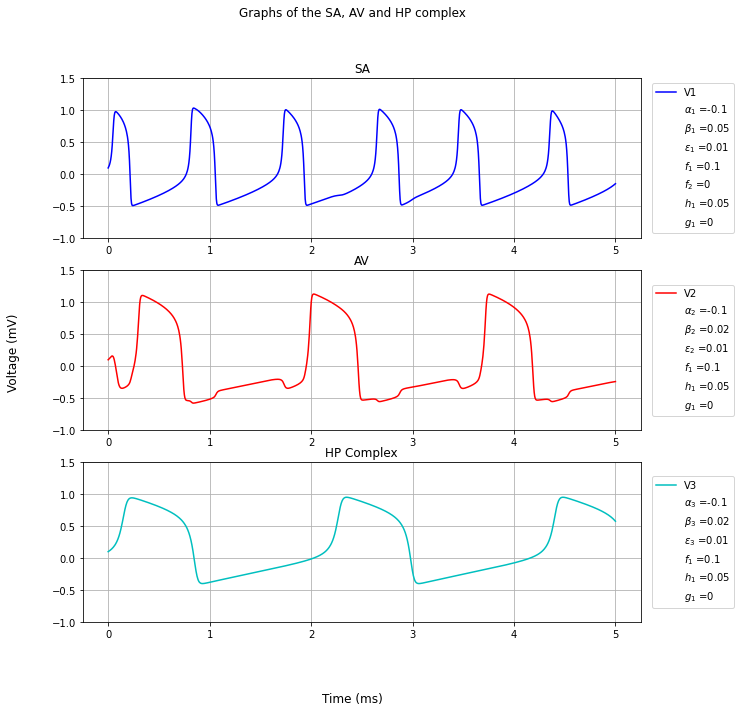 Graphs of the SA, AV and HP complex
SA
1.5
1.0
0.5
0.0
−0.5
−1.0
0 1 2 3 4 5
V1
α₁ =-0.1
β₁ =0.05
ε₁ =0.01
f₁ =0.1
f₂ =0
h₁ =0.05
g₁ =0
AV
1.5
1.0
0.5
0.0
−0.5
−1.0
0 1 2 3 4 5
V2
α₂ =-0.1
β₂ =0.02
ε₂ =0.01
f₁ =0.1
h₁ =0.05
g₁ =0
Voltage (mV)
HP Complex
1.5
1.0
0.5
0.0
−0.5
−1.0
0 1 2 3 4 5
V3
α₃ =-0.1
β₃ =0.02
ε₃ =0.01
f₁ =0.1
h₁ =0.05
g₁ =0
Time (ms)